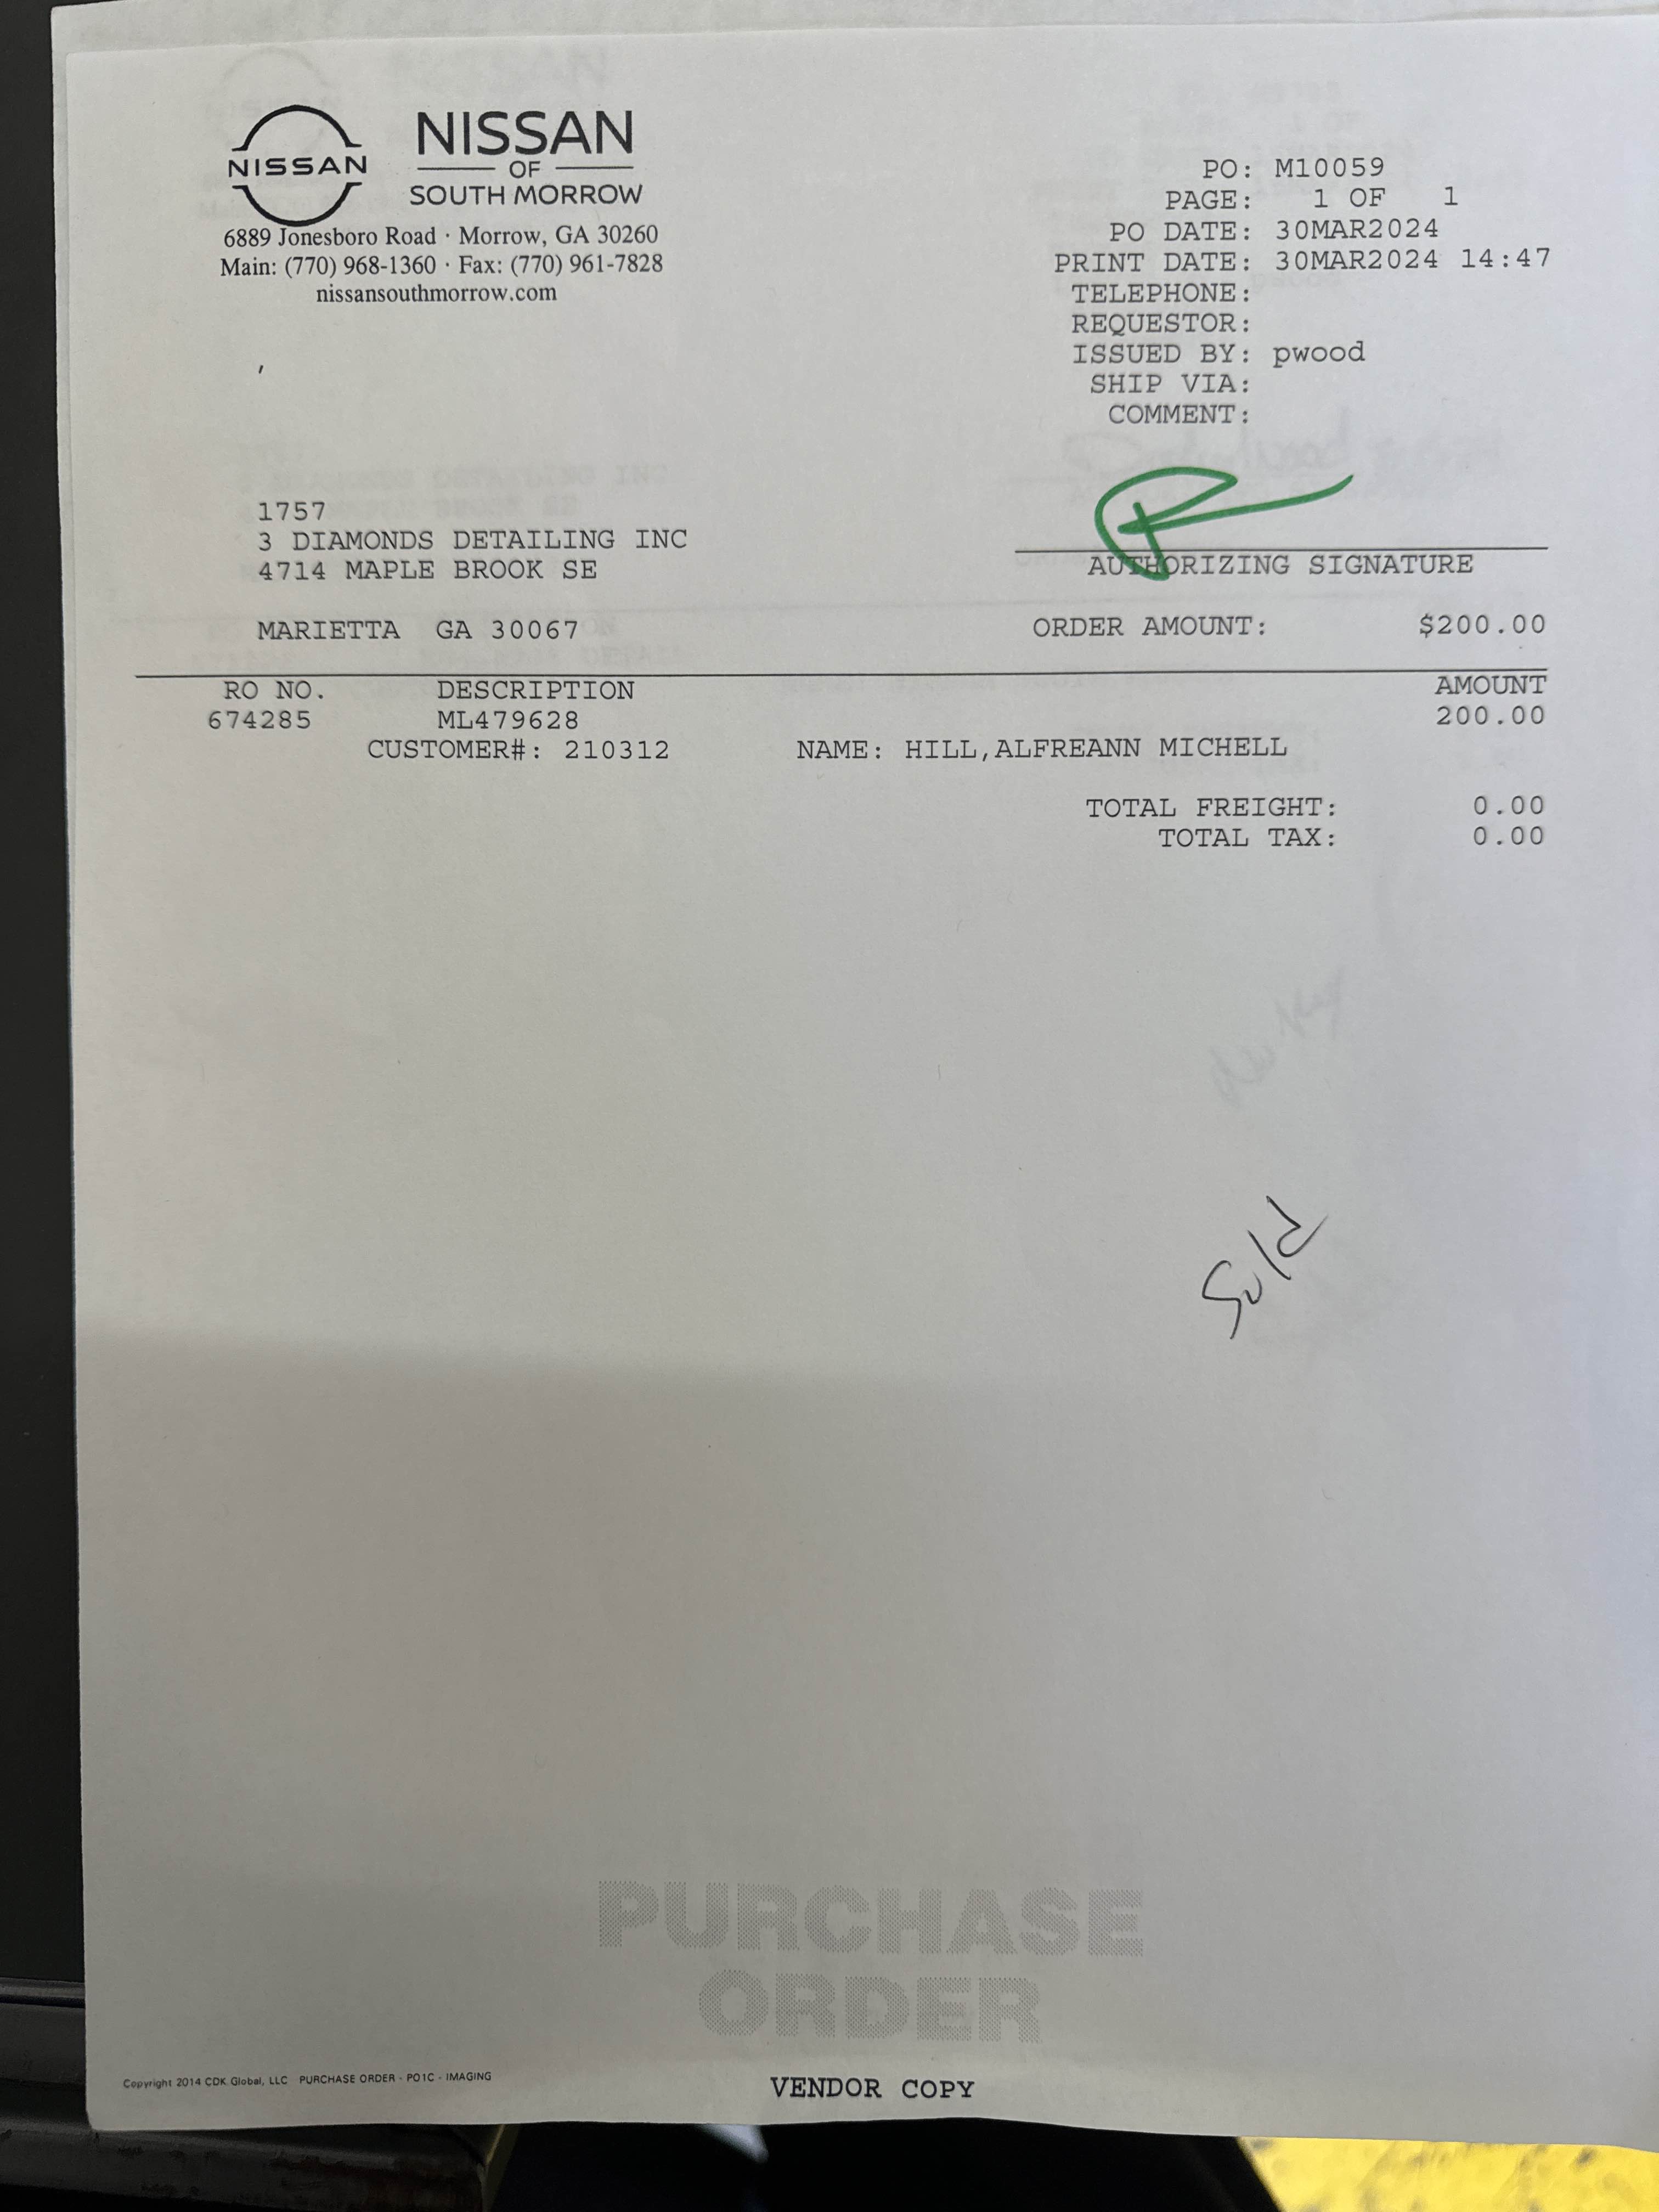 NISSAN
NISSAN
OF
SOUTH MORROW
6889 Jonesboro Road · Morrow, GA 30260
Main: (770) 968-1360 · Fax: (770) 961-7828
nissansouthmorrow.com
PO: M10059
PAGE: 1 OF 1
PO DATE: 30MAR2024
PRINT DATE: 30MAR2024 14:47
TELEPHONE:
REQUESTOR:
ISSUED BY: pwood
SHIP VIA:
COMMENT:
1757
3 DIAMONDS DETAILING INC
4714 MAPLE BROOK SE
MARIETTA GA 30067
AUTHORIZING SIGNATURE
ORDER AMOUNT: $200.00
RO NO. DESCRIPTION AMOUNT
674285 ML479628 200.00
CUSTOMER#: 210312 NAME: HILL,ALFREANN MICHELL
TOTAL FREIGHT: 0.00
TOTAL TAX: 0.00
Sold
PURCHASE
ORDER
Copyright 2014 CDK Global, LLC PURCHASE ORDER - PO1C - IMAGING
VENDOR COPY